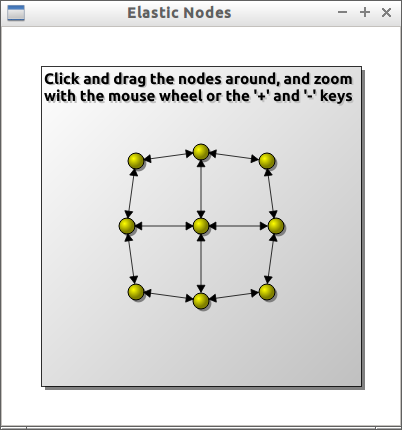 Elastic Nodes
Click and drag the nodes around, and zoom
with the mouse wheel or the '+' and '-' keys